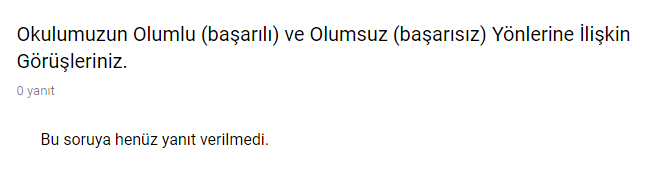 Okulumuzun Olumlu (başarılı) ve Olumsuz (başarısız) Yönlerine İlişkin
Görüşleriniz.
0 yanıt
Bu soruya henüz yanıt verilmedi.